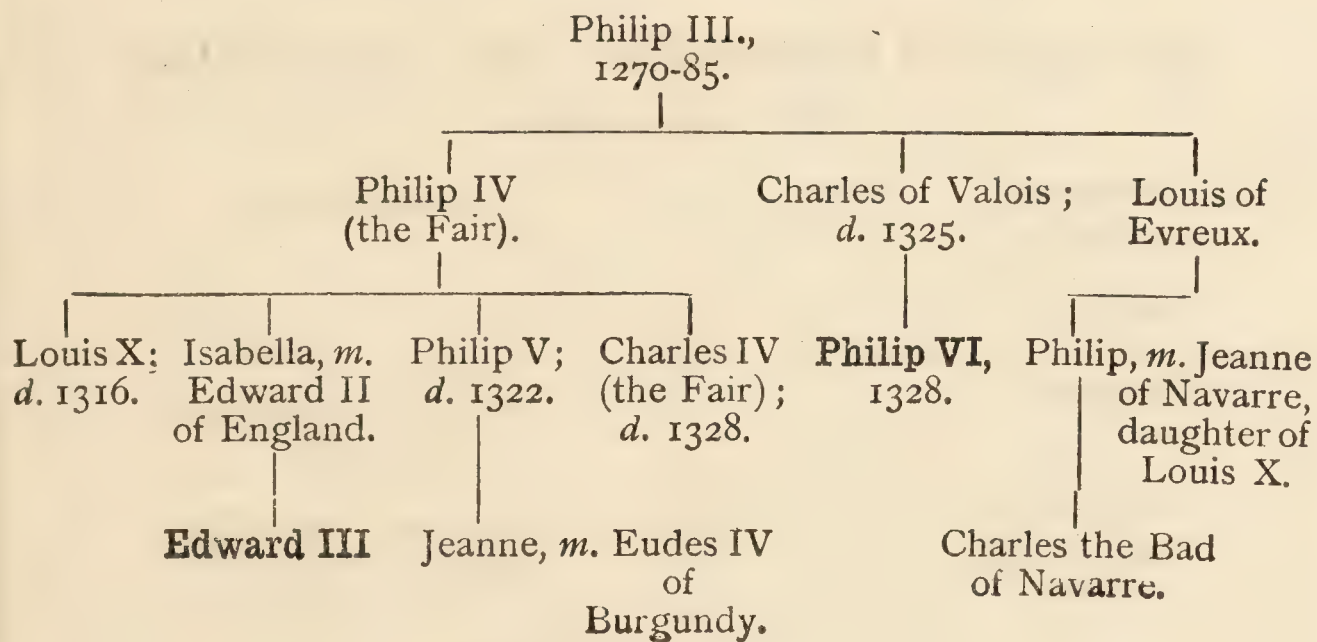 Philip III.,
1270-85.
Philip IV
(the Fair).
Charles of Valois;
d. 1325.
Louis of
Evreux.
Louis X;
d. 1316.
Isabella, m.
Edward II
of England.
Philip V;
d. 1322.
Charles IV
(the Fair);
d. 1328.
Philip VI,
1328.
Philip, m. Jeanne
of Navarre,
daughter of
Louis X.
Edward III
Jeanne, m. Eudes IV
of
Burgundy.
Charles the Bad
of Navarre.